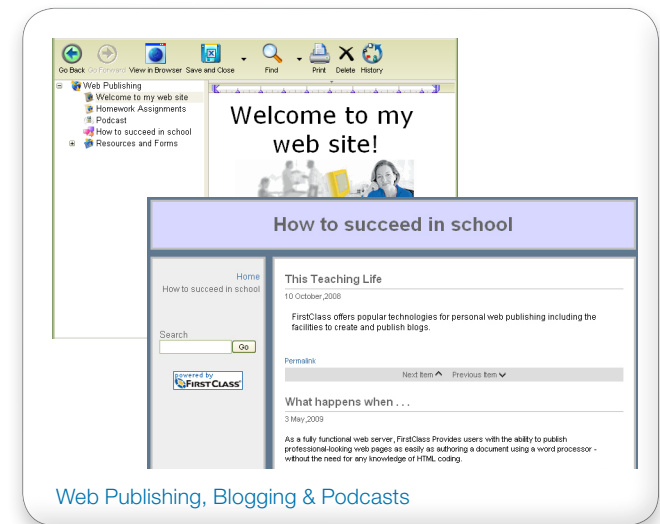 Go Back Go Forward View in Browser Save and Close Find Print Delete History
Web Publishing
Welcome to my web site
Homework Assignments
Podcast
How to succeed in school
Resources and Forms
Welcome to my
web site!
How to succeed in school
Home
How to succeed in school
Search
Go
powered by
FIRSTCLASS
This Teaching Life
10 October,2008
FirstClass offers popular technologies for personal web publishing including the
facilities to create and publish blogs.
Permalink
Next Item Previous Item
What happens when . . .
3 May,2009
As a fully functional web server, FirstClass Provides users with the ability to publish
professional-looking web pages as easily as authoring a document using a word processor -
without the need for any knowledge of HTML coding.
Web Publishing, Blogging & Podcasts